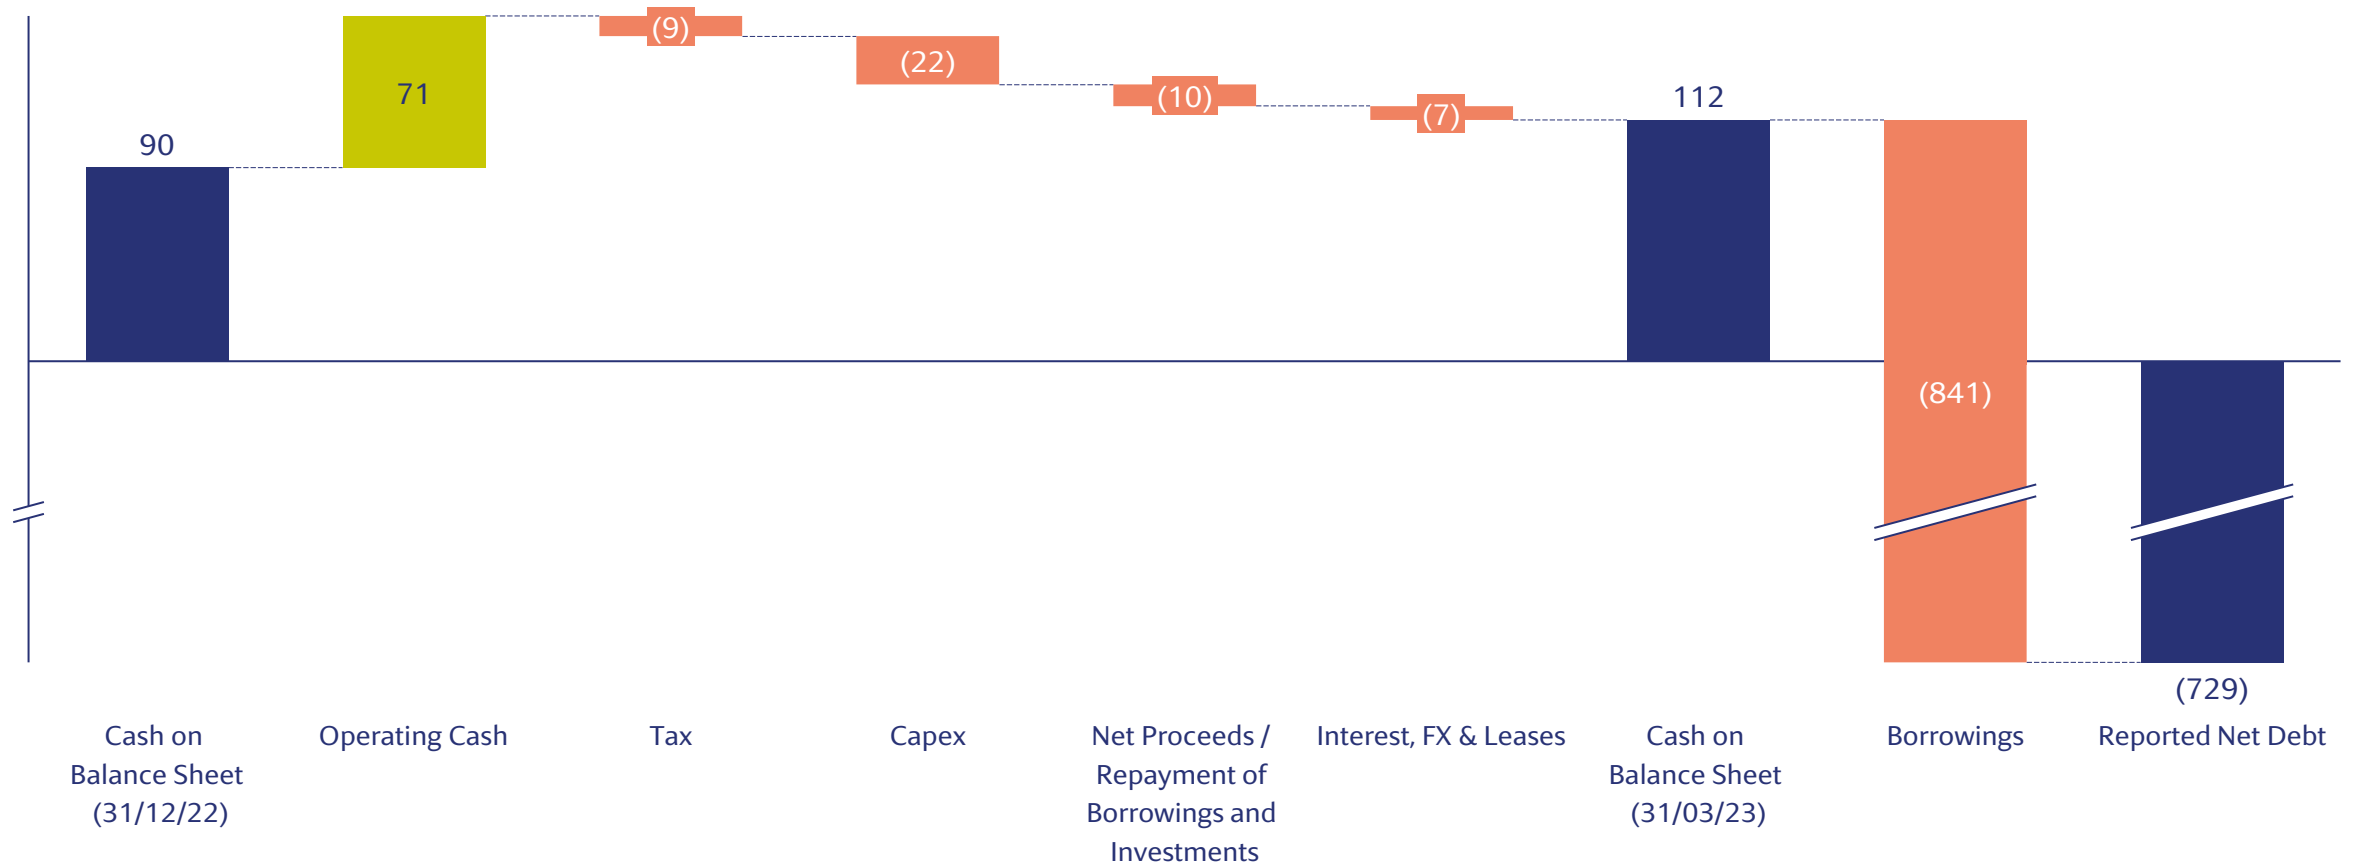 90
71
(9)
(22)
(10)
(7)
112
(841)
(729)
Cash on
Balance Sheet
(31/12/22)
Operating Cash
Tax
Capex
Net Proceeds /
Repayment of
Borrowings and
Investments
Interest, FX & Leases
Cash on
Balance Sheet
(31/03/23)
Borrowings
Reported Net Debt